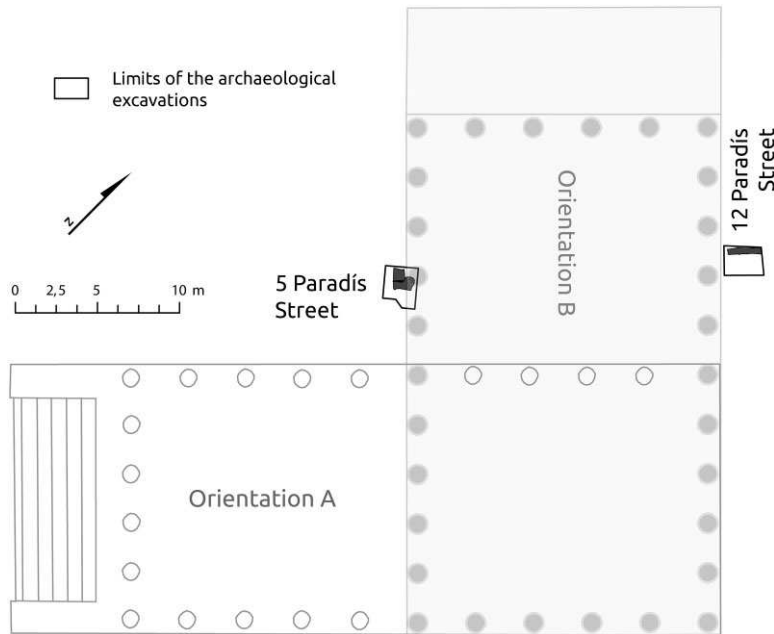 Limits of the archaeological
excavations
12 Paradís
Street
Orientation B
z
0 2,5 5 10 m
5 Paradís
Street
Orientation A